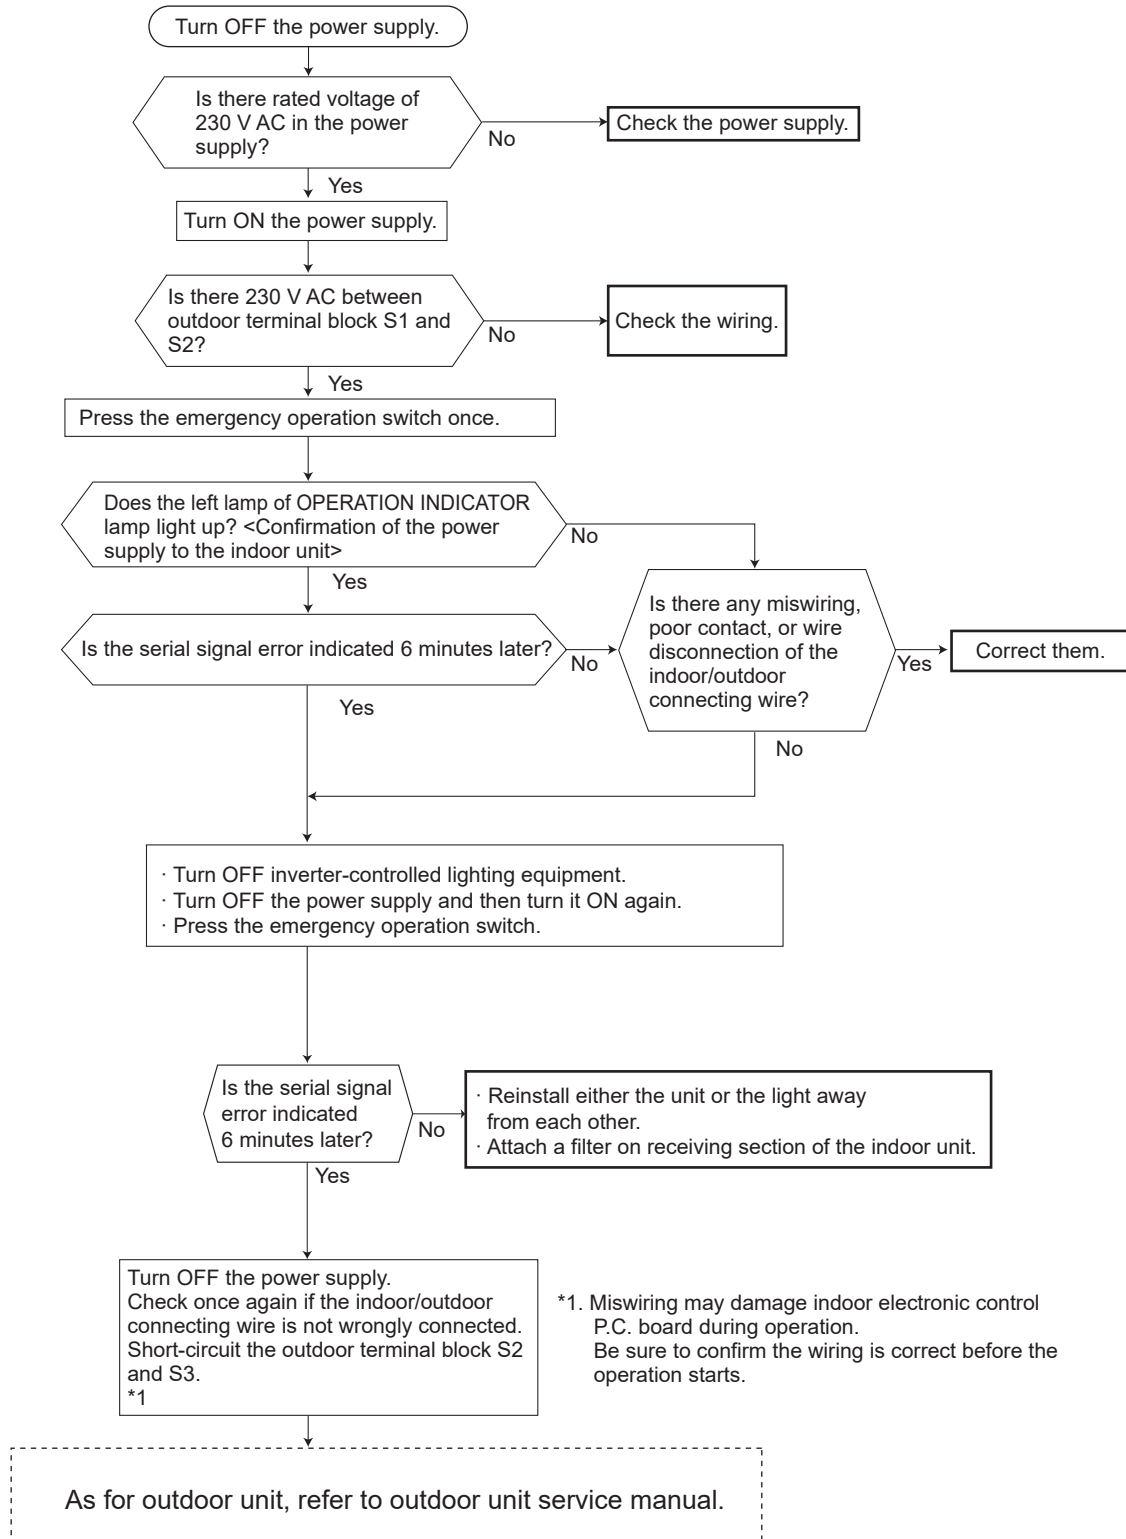 Turn OFF the power supply.
Is there rated voltage of
230 V AC in the power
supply?
No
Check the power supply.
Yes
Turn ON the power supply.
Is there 230 V AC between
outdoor terminal block S1 and
S2?
No
Check the wiring.
Yes
Press the emergency operation switch once.
Does the left lamp of OPERATION INDICATOR
lamp light up? <Confirmation of the power
supply to the indoor unit>
No
Yes
Is the serial signal error indicated 6 minutes later?
No
Is there any miswiring,
poor contact, or wire
disconnection of the
indoor/outdoor
connecting wire?
Yes
Correct them.
Yes
No
· Turn OFF inverter-controlled lighting equipment.
· Turn OFF the power supply and then turn it ON again.
· Press the emergency operation switch.
Is the serial signal
error indicated
6 minutes later?
No
· Reinstall either the unit or the light away
from each other.
· Attach a filter on receiving section of the indoor unit.
Yes
Turn OFF the power supply.
Check once again if the indoor/outdoor
connecting wire is not wrongly connected.
Short-circuit the outdoor terminal block S2
and S3.
*1
*1. Miswiring may damage indoor electronic control
P.C. board during operation.
Be sure to confirm the wiring is correct before the
operation starts.
As for outdoor unit, refer to outdoor unit service manual.